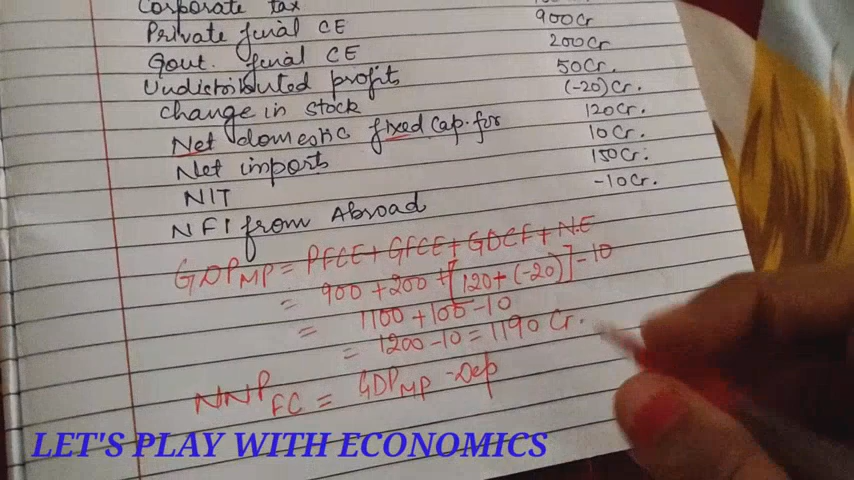 Corporate tax
Private final CE 900Cr
Govt. final CE 200Cr
Undistributed profit 50Cr.
change in stock (-20)Cr.
Net domestic fixed cap. for 120Cr.
Net imports 10Cr.
NIT 150Cr.
NFI from Abroad -10Cr.
GDPMP = PFCE + GFCE + GDCF + N.E
= 900 + 200 + [120 + (-20)] - 10
= 1100 + 100 - 10
= 1200 - 10 = 1190 Cr.
NNPFC = GDPMP - Dep
LET'S PLAY WITH ECONOMICS